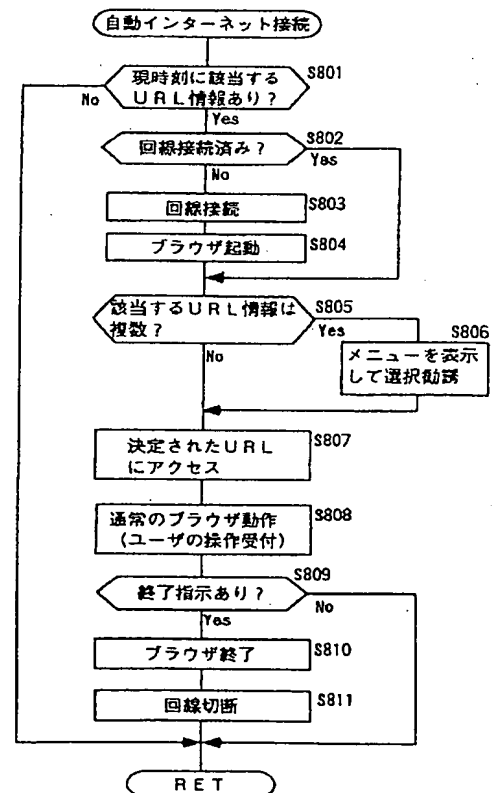 自動インターネット接続
現時刻に該当する
URL情報あり?
S801
No
Yes
回線接続済み?
S802
Yes
No
回線接続
S803
ブラウザ起動
S804
該当するURL情報は
複数?
S805
Yes
No
メニューを表示
して選択勧誘
S806
決定されたURL
にアクセス
S807
通常のブラウザ動作
(ユーザの操作受付)
S808
終了指示あり?
S809
No
Yes
ブラウザ終了
S810
回線切断
S811
RET